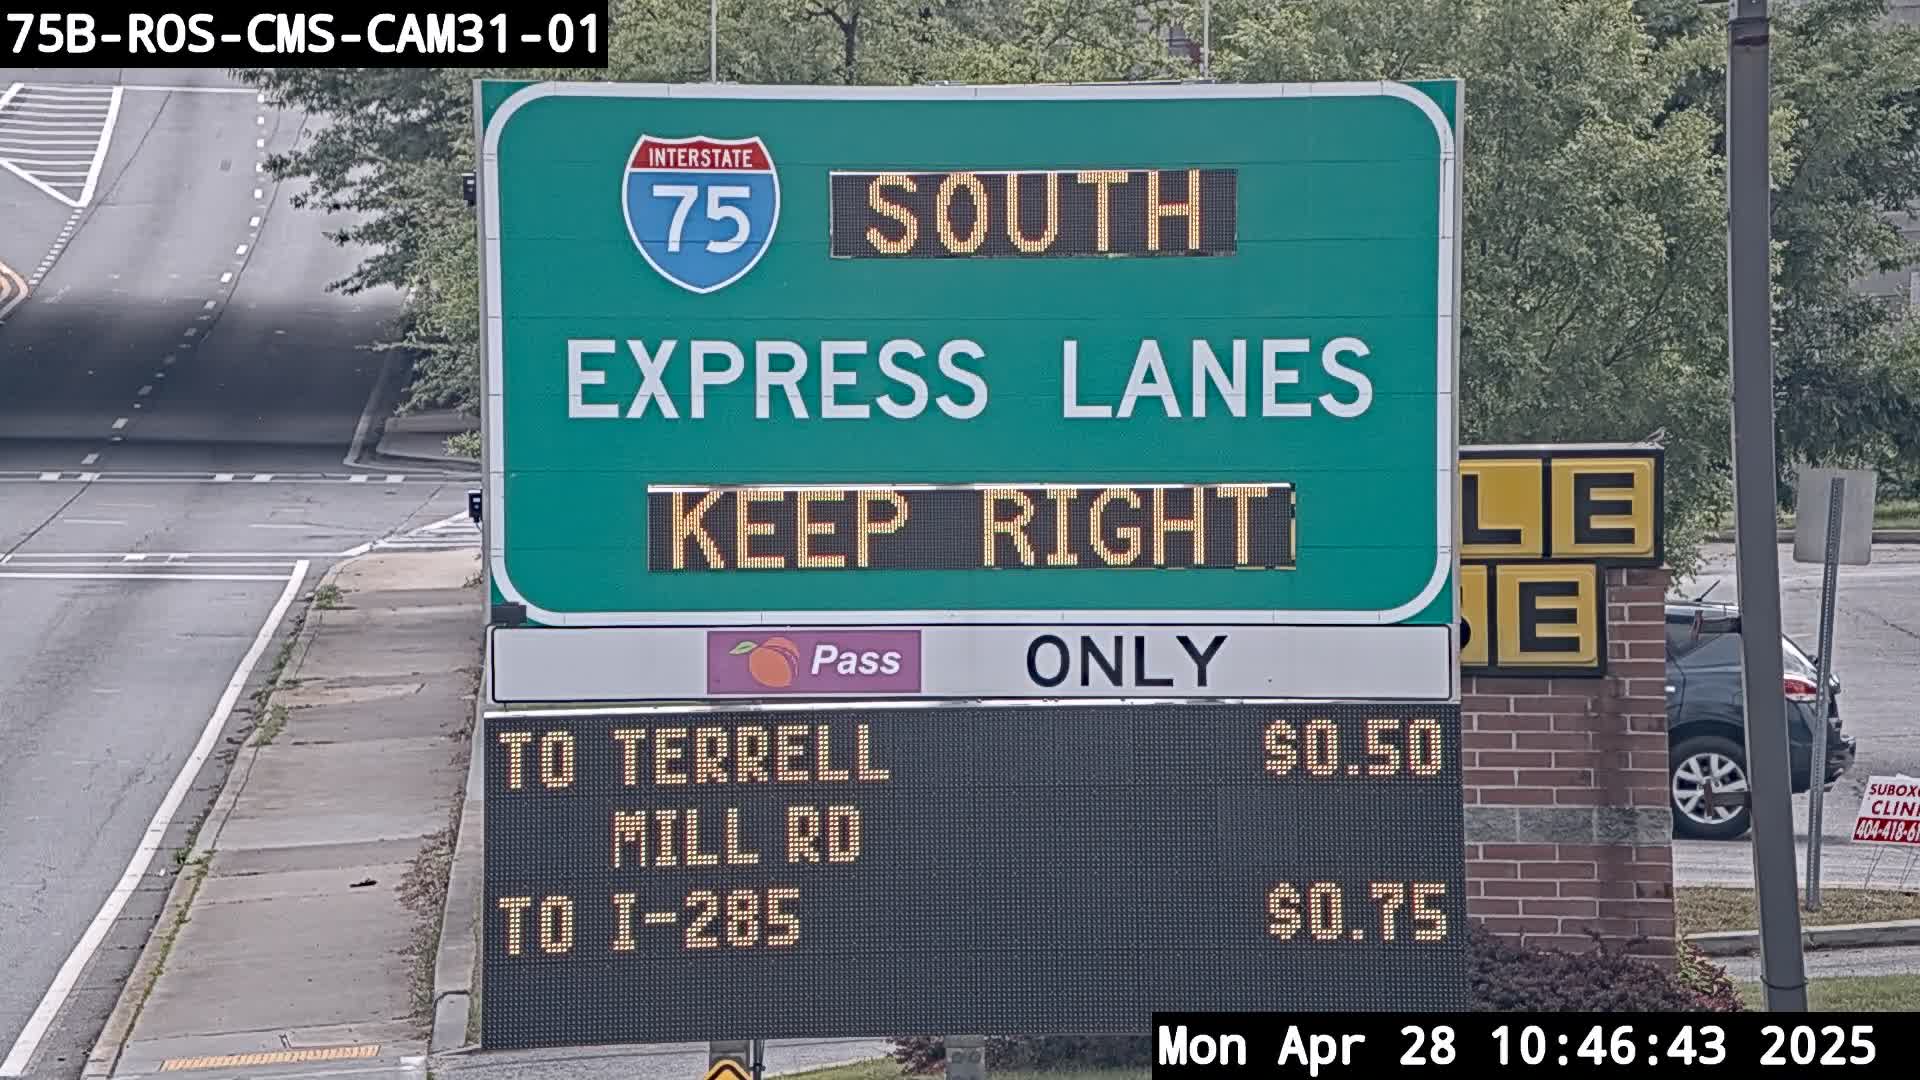 75B-ROS-CMS-CAM31-01
INTERSTATE
75
SOUTH
EXPRESS LANES
KEEP RIGHT
Pass ONLY
TO TERRELL $0.50
MILL RD
TO I-285 $0.75
LE
E
Mon Apr 28 10:46:43 2025